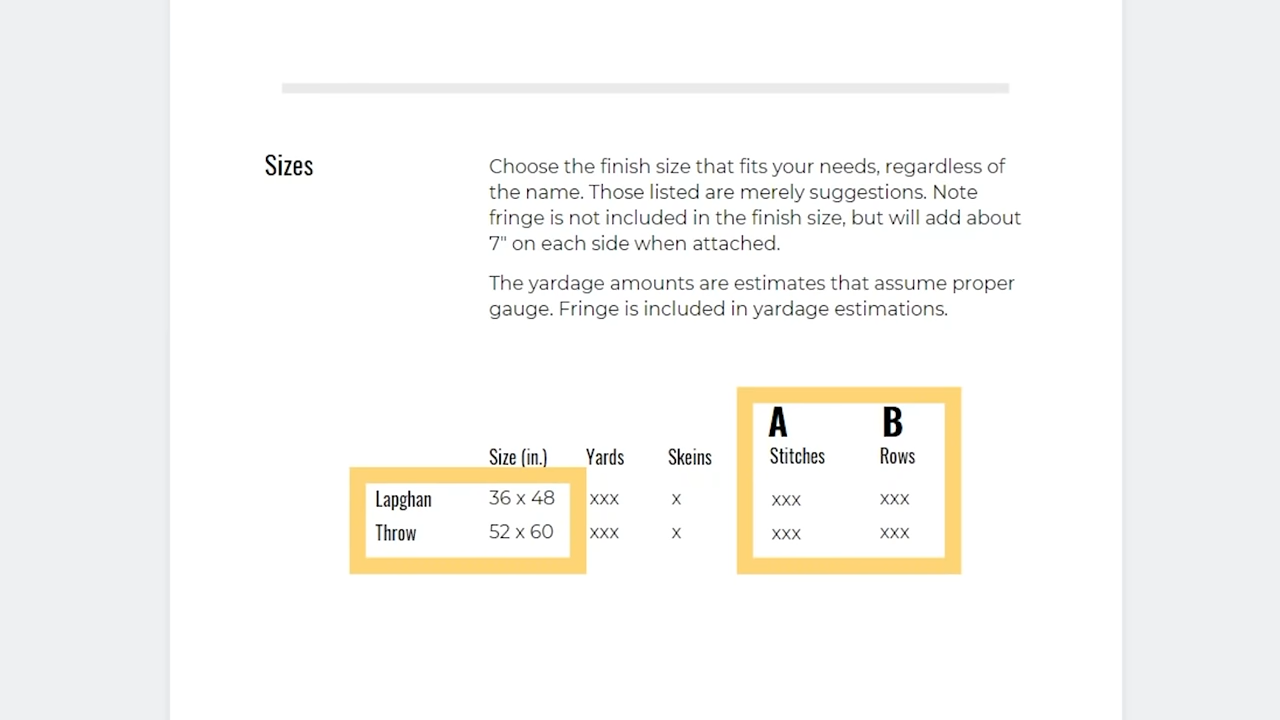 Sizes
Choose the finish size that fits your needs, regardless of
the name. Those listed are merely suggestions. Note
fringe is not included in the finish size, but will add about
7" on each side when attached.
The yardage amounts are estimates that assume proper
gauge. Fringe is included in yardage estimations.
A B
Size (in.) Yards Skeins Stitches Rows
Lapghan 36 x 48 xxx x xxx xxx
Throw 52 x 60 xxx x xxx xxx